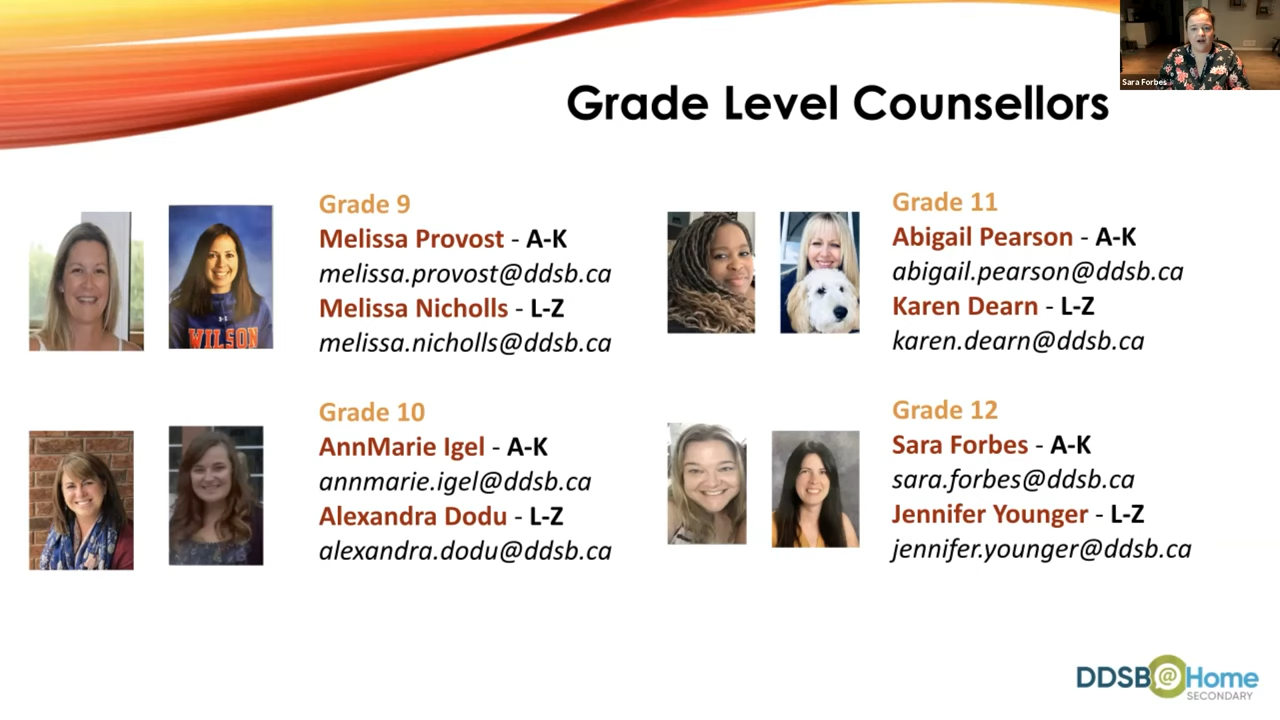 Sara Forbes
Grade Level Counsellors
Grade 9
Melissa Provost - A-K
melissa.provost@ddsb.ca
Melissa Nicholls - L-Z
melissa.nicholls@ddsb.ca
WILSON
Grade 10
AnnMarie Igel - A-K
annmarie.igel@ddsb.ca
Alexandra Dodu - L-Z
alexandra.dodu@ddsb.ca
Grade 11
Abigail Pearson - A-K
abigail.pearson@ddsb.ca
Karen Dearn - L-Z
karen.dearn@ddsb.ca
Grade 12
Sara Forbes - A-K
sara.forbes@ddsb.ca
Jennifer Younger - L-Z
jennifer.younger@ddsb.ca
DDSB@Home
SECONDARY